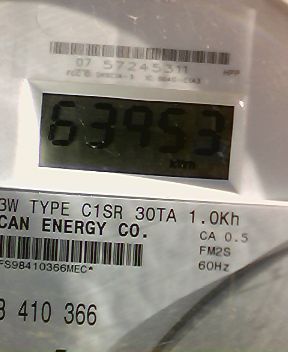 07 57245311
63953
kWh
3W TYPE C1SR 30TA 1.0Kh
CAN ENERGY CO.
CA 0.5
FM2S
60Hz
FS98410366MEC*
8 410 366